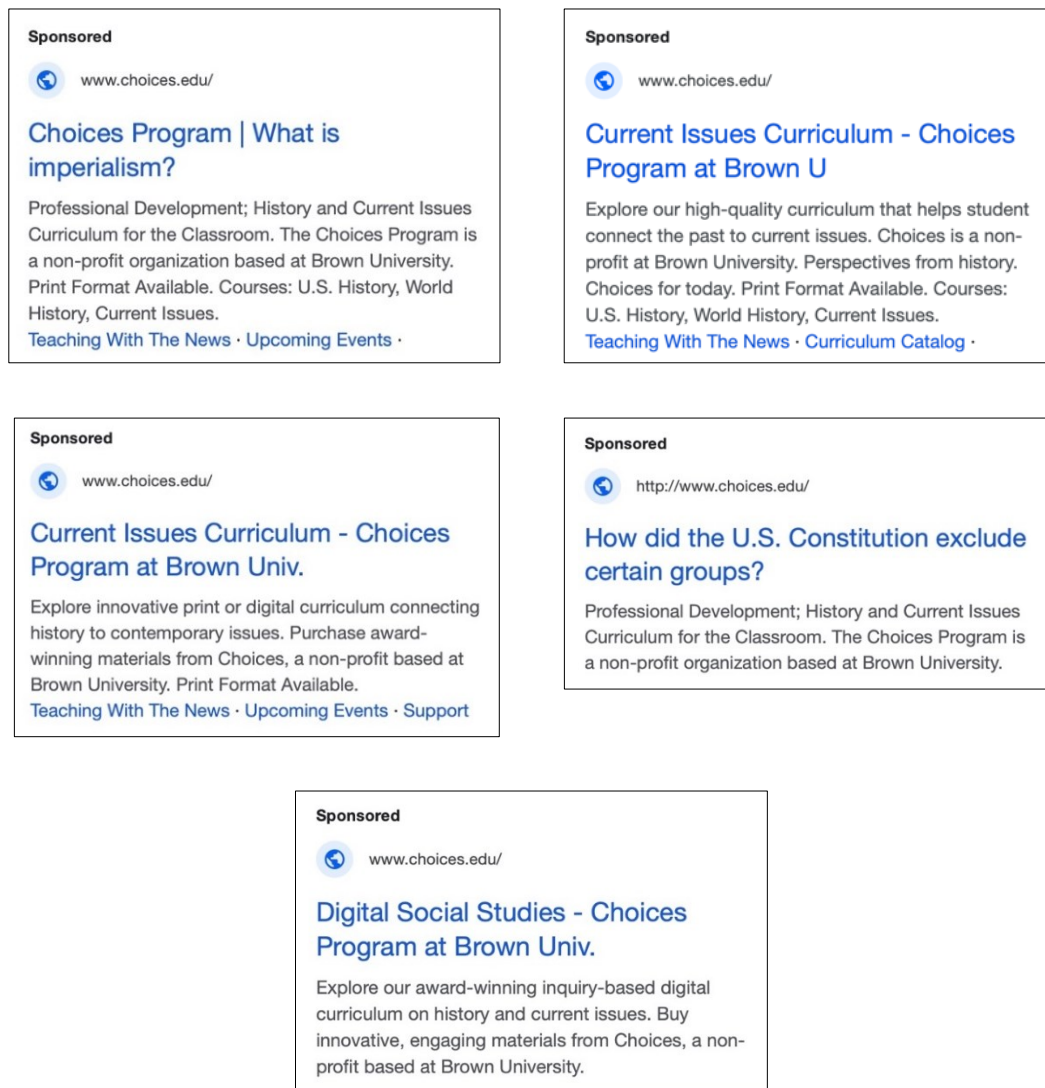 Sponsored
www.choices.edu/
Choices Program | What is
imperialism?
Professional Development; History and Current Issues
Curriculum for the Classroom. The Choices Program is
a non-profit organization based at Brown University.
Print Format Available. Courses: U.S. History, World
History, Current Issues.
Teaching With The News · Upcoming Events ·
Sponsored
www.choices.edu/
Current Issues Curriculum - Choices
Program at Brown U
Explore our high-quality curriculum that helps student
connect the past to current issues. Choices is a non-
profit at Brown University. Perspectives from history.
Choices for today. Print Format Available. Courses:
U.S. History, World History, Current Issues.
Teaching With The News · Curriculum Catalog ·
Sponsored
www.choices.edu/
Current Issues Curriculum - Choices
Program at Brown Univ.
Explore innovative print or digital curriculum connecting
history to contemporary issues. Purchase award-
winning materials from Choices, a non-profit based at
Brown University. Print Format Available.
Teaching With The News · Upcoming Events · Support
Sponsored
http://www.choices.edu/
How did the U.S. Constitution exclude
certain groups?
Professional Development; History and Current Issues
Curriculum for the Classroom. The Choices Program is
a non-profit organization based at Brown University.
Sponsored
www.choices.edu/
Digital Social Studies - Choices
Program at Brown Univ.
Explore our award-winning inquiry-based digital
curriculum on history and current issues. Buy
innovative, engaging materials from Choices, a non-
profit based at Brown University.